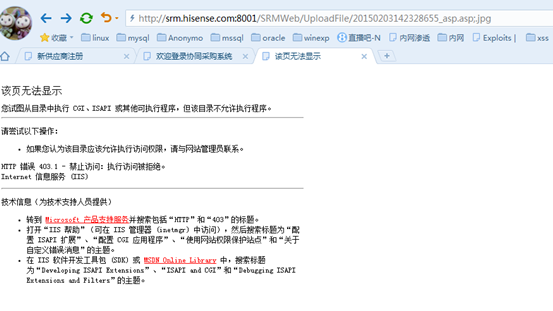 http://srm.hisense.com:8001/SRMWeb/UploadFile/20150203142328655_asp.asp;.jpg
收藏 linux mysql Anonymo mssql oracle winexp 直播吧-N 内网渗透 内网 Exploits | xss
新供应商注册 欢迎登录协同采购系统 该页无法显示
该页无法显示
您试图从目录中执行 CGI、ISAPI 或其他可执行程序，但该目录不允许执行程序。
请尝试以下操作:
• 如果您认为该目录应该允许执行访问权限，请与网站管理员联系。
HTTP 错误 403.1 - 禁止访问：执行访问被拒绝。
Internet 信息服务 (IIS)
技术信息（为技术支持人员提供）
• 转到 Microsoft 产品支持服务并搜索包括“HTTP”和“403”的标题。
• 打开“IIS 帮助”（可在 IIS 管理器 (inetmgr) 中访问），然后搜索标题为“配
置 ISAPI 扩展”、“配置 CGI 应用程序”、“使用网站权限保护站点”和“关于
自定义错误消息”的主题。
• 在 IIS 软件开发工具包 (SDK) 或 MSDN Online Library 中，搜索标题
为“Developing ISAPI Extensions”、“ISAPI and CGI”和“Debugging ISAPI
Extensions and Filters”的主题。